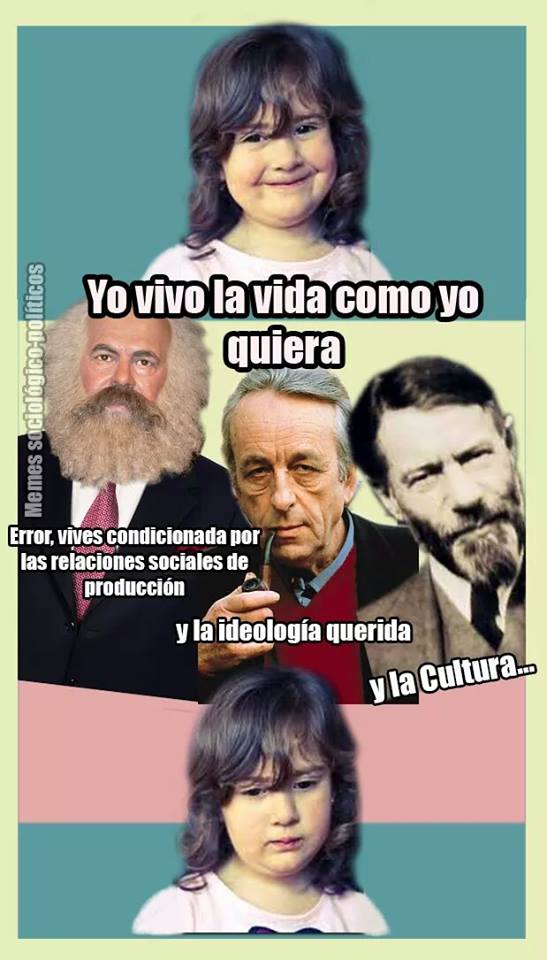 Yo vivo la vida como yo
quiera
Memes sociológico-políticos
Error, vives condicionada por
las relaciones sociales de
producción
y la ideología querida
y la Cultura...